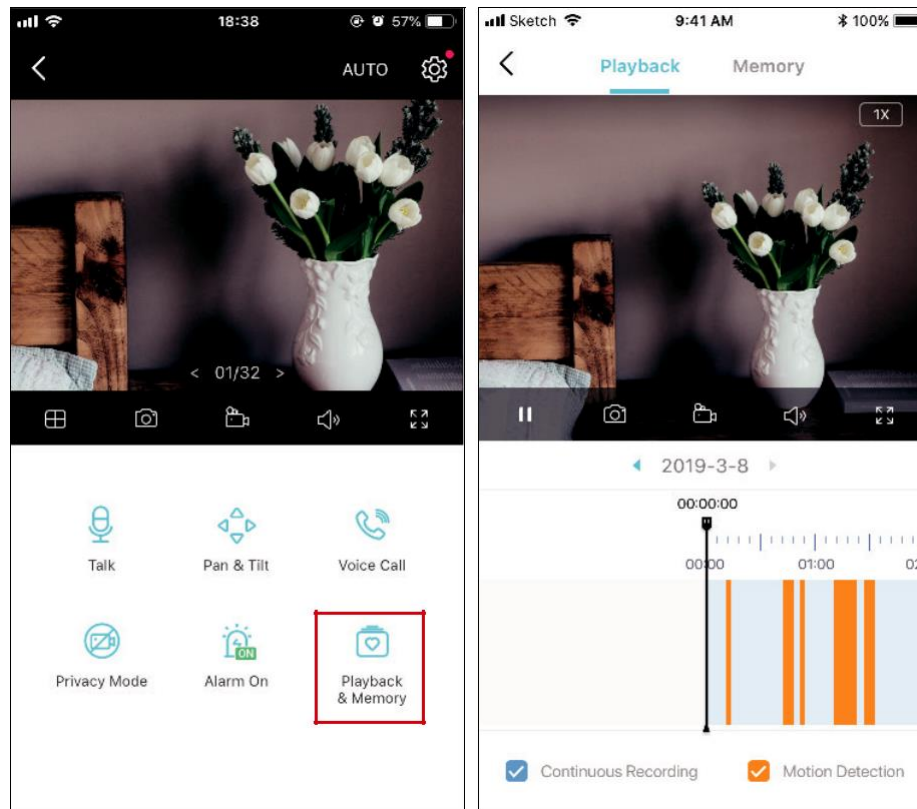 18:38
57%
AUTO
< 01/32 >
Talk
Pan & Tilt
Voice Call
ON
Privacy Mode
Alarm On
Playback
& Memory
Sketch
9:41 AM
100%
Playback
Memory
1X
2019-3-8
00:00:00
00:00
01:00
Continuous Recording
Motion Detection